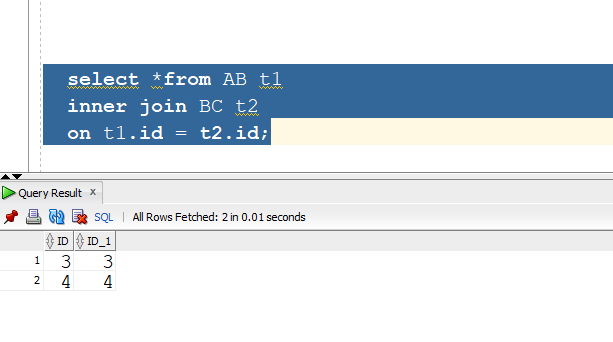 select *from AB t1
inner join BC t2
on t1.id = t2.id;
Query Result x
SQL | All Rows Fetched: 2 in 0.01 seconds
ID ID_1
1 3 3
2 4 4